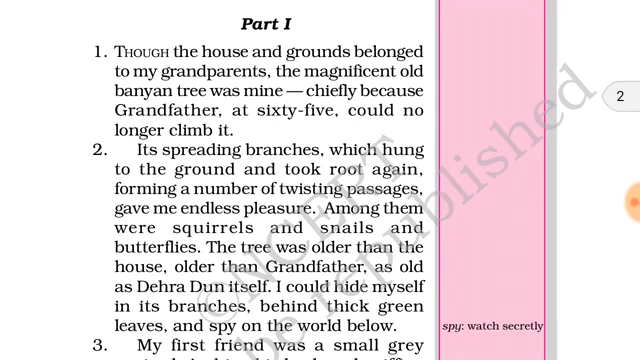 Part I
1. THOUGH the house and grounds belonged
to my grandparents, the magnificent old
banyan tree was mine — chiefly because
Grandfather, at sixty-five, could no
longer climb it.
2. Its spreading branches, which hung
to the ground and took root again,
forming a number of twisting passages,
gave me endless pleasure. Among them
were squirrels and snails and
butterflies. The tree was older than the
house, older than Grandfather, as old
as Dehra Dun itself. I could hide myself
in its branches, behind thick green
leaves, and spy on the world below.
spy: watch secretly
3. My first friend was a small grey
2
©NCERT
be republished